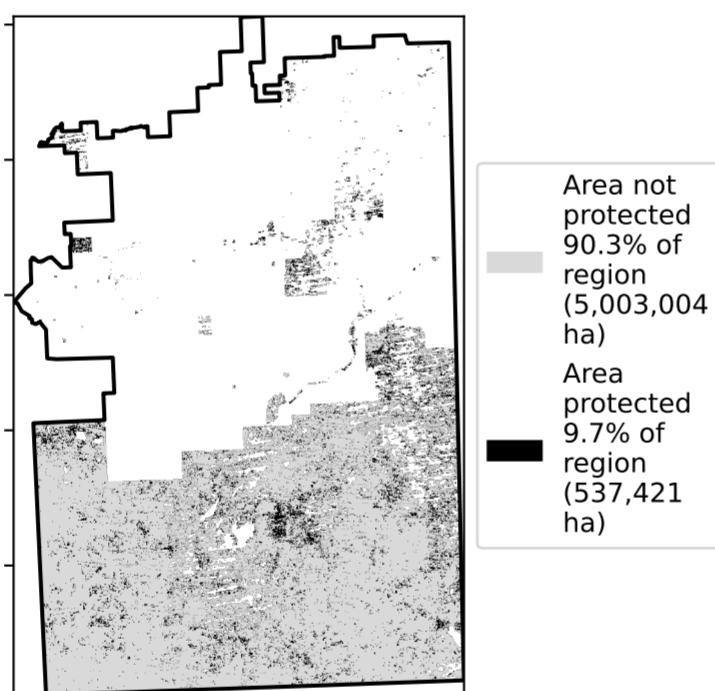 Area not
protected
90.3% of
region
(5,003,004
ha)
Area
protected
9.7% of
region
(537,421
ha)